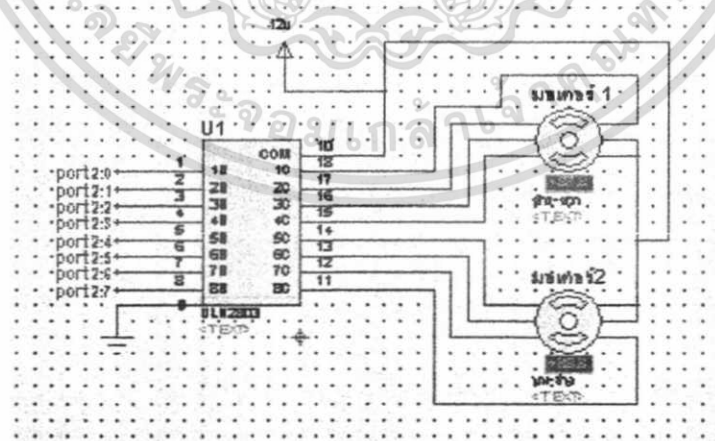 -12v
U1
COM
10
port2:0 1 1B 1C 18
port2:1 2 2B 2C 17
port2:2 3 3B 3C 16
port2:3 4 4B 4C 15
port2:4 5 5B 5C 14
port2:5 6 6B 6C 13
port2:6 7 7B 7C 12
port2:7 8 8B 8C 11
ULN2803
<TEXT>
มอเตอร์ 1
<TEXT>
มอเตอร์2
<TEXT>